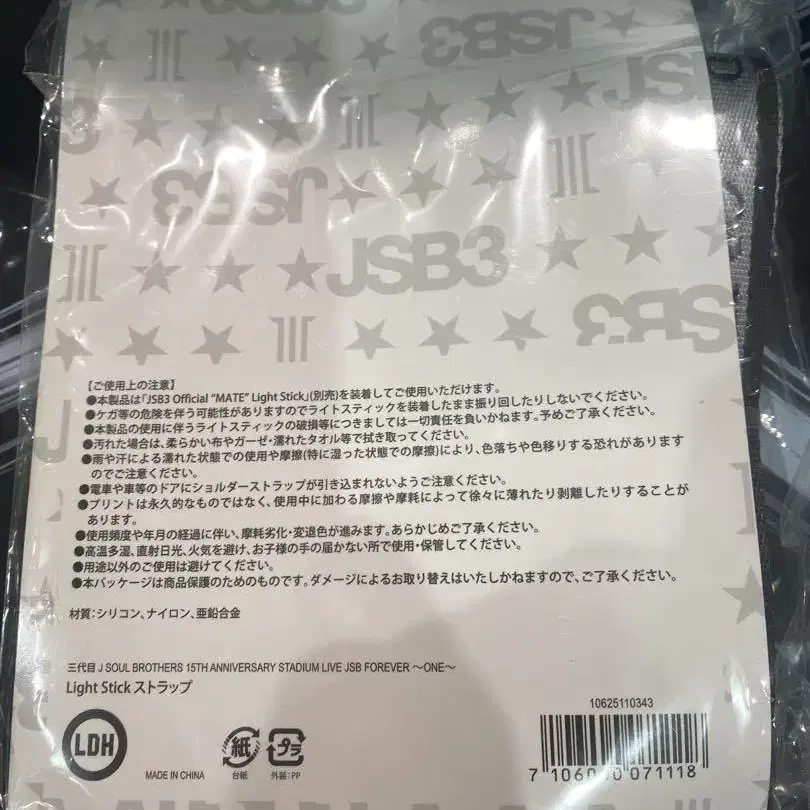 JSB3
JSB3
3
JSB3
JSB3
JSB3
【ご使用上の注意】
●本製品は「JSB3 Official “MATE” Light Stick」(別売)を装着してご使用いただけます。
●ケガ等の危険を伴う可能性がありますのでライトスティックを装着したまま振り回したりしないでください。
●本製品の使用に伴うライトスティックの破損等につきましては一切責任を負いかねます。予めご了承ください。
●汚れた場合は、柔らかい布やガーゼ・濡れたタオル等で拭き取ってください。
●雨や汗による濡れた状態での使用や摩擦(特に湿った状態での摩擦)により、色落ちや色移りする恐れがあります
のでご注意ください。
●電車や車等のドアにショルダーストラップが引き込まれないようご注意ください。
●プリントは永久的なものではなく、使用中に加わる摩擦や摩耗によって徐々に薄れたり剥離したりすることが
あります。
●使用頻度や年月の経過に伴い、摩耗劣化・変退色が進みます。あらかじめご了承ください。
●高温多湿、直射日光、火気を避け、お子様の手の届かない所で使用・保管してください。
●用途以外のご使用は避けてください。
●本パッケージは商品保護のためのものです。ダメージによるお取り替えはいたしかねますので、ご了承ください。
材質:シリコン、ナイロン、亜鉛合金
三代目 J SOUL BROTHERS 15TH ANNIVERSARY STADIUM LIVE JSB FOREVER 〜ONE〜
Light Stick ストラップ
LDH
MADE IN CHINA
紙
台紙
プラ
外装:PP
10625110343